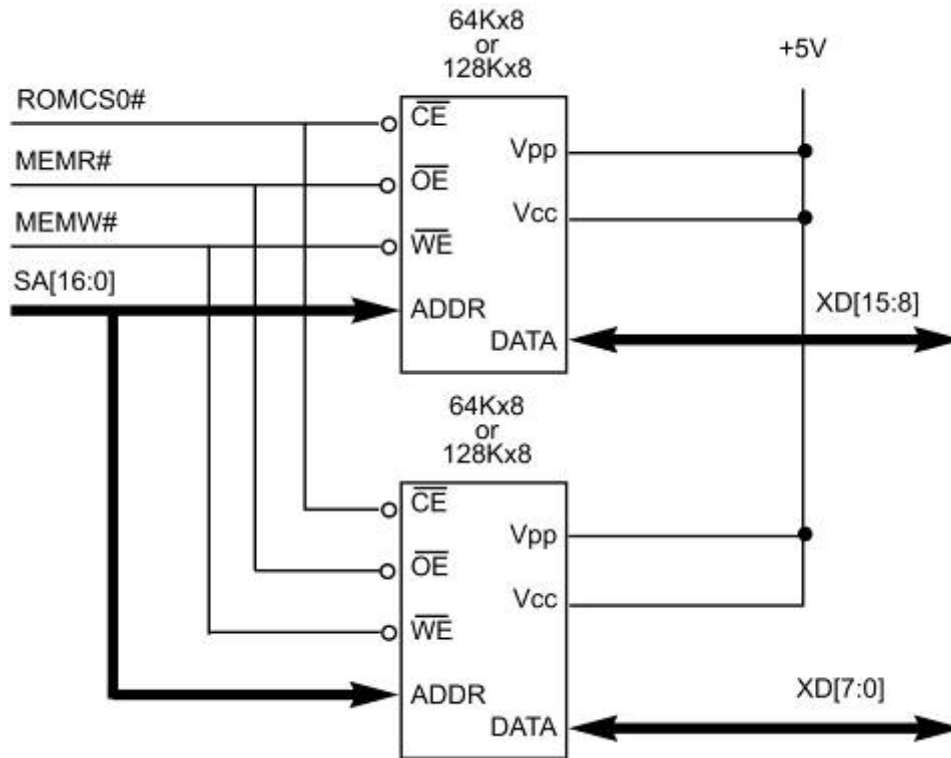 64Kx8
or
128Kx8
+5V
ROMCS0#
CE
MEMR#
Vpp
OE
MEMW#
Vcc
WE
SA[16:0]
ADDR
XD[15:8]
DATA
64Kx8
or
128Kx8
CE
Vpp
OE
Vcc
WE
ADDR
XD[7:0]
DATA